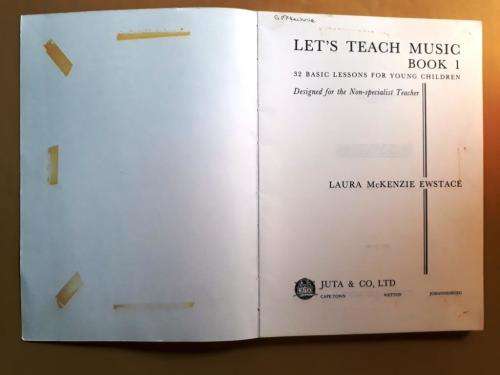 LET'S TEACH MUSIC
BOOK 1
32 BASIC LESSONS FOR YOUNG CHILDREN
Designed for the Non-specialist Teacher
LAURA McKENZIE EWSTACE
JUTA & CO, LTD
CAPE TOWN WETTON JOHANNESBURG